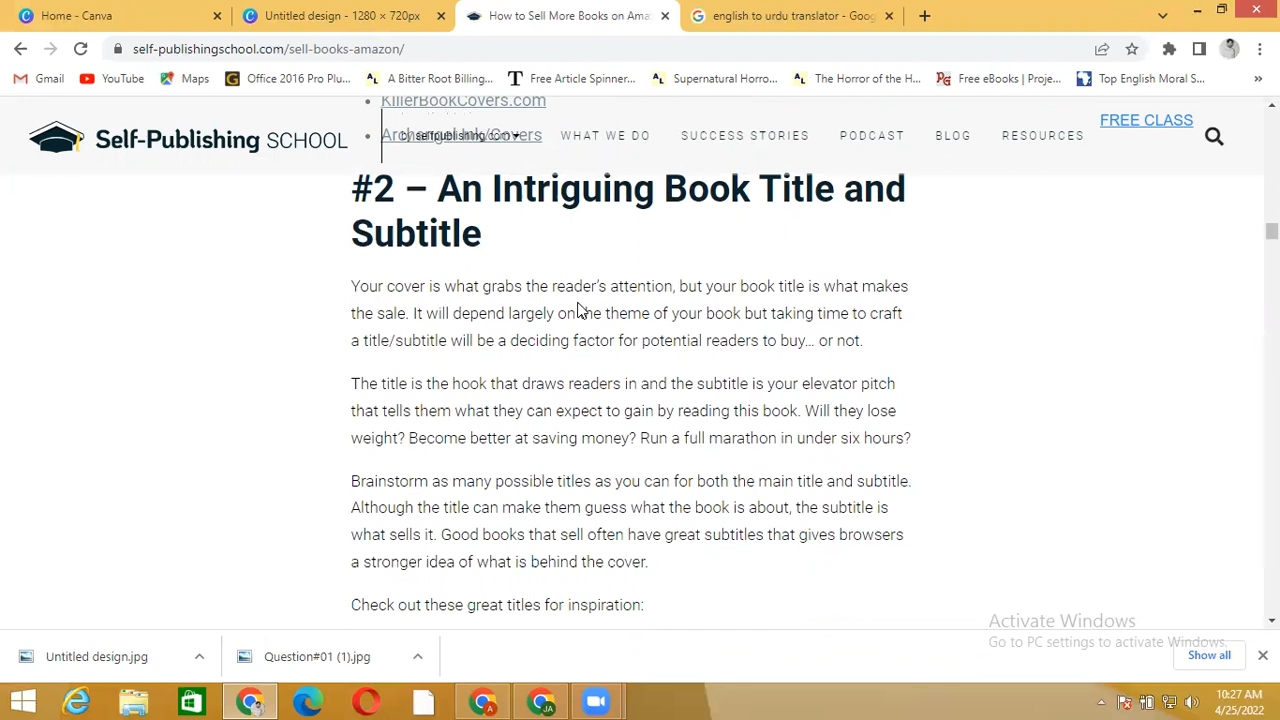 Home - Canva
Untitled design - 1280 × 720px
How to Sell More Books on Ama
english to urdu translator - Goog
self-publishingschool.com/sell-books-amazon/
Gmail YouTube Maps Office 2016 Pro Plu... A Bitter Root Billing... Free Article Spinner... Supernatural Horro... The Horror of the H... Free eBooks | Proje... Top English Moral S... »
KillerBookCovers.com
FREE CLASS
Self-Publishing SCHOOL
by selfpublishing.com
WHAT WE DO SUCCESS STORIES PODCAST BLOG RESOURCES
#2 – An Intriguing Book Title and
Subtitle
Your cover is what grabs the reader's attention, but your book title is what makes
the sale. It will depend largely on the theme of your book but taking time to craft
a title/subtitle will be a deciding factor for potential readers to buy… or not.
The title is the hook that draws readers in and the subtitle is your elevator pitch
that tells them what they can expect to gain by reading this book. Will they lose
weight? Become better at saving money? Run a full marathon in under six hours?
Brainstorm as many possible titles as you can for both the main title and subtitle.
Although the title can make them guess what the book is about, the subtitle is
what sells it. Good books that sell often have great subtitles that gives browsers
a stronger idea of what is behind the cover.
Check out these great titles for inspiration:
Activate Windows
Go to PC settings to activate Windows.
Untitled design.jpg
Question#01 (1).jpg
Show all
10:27 AM
4/25/2022